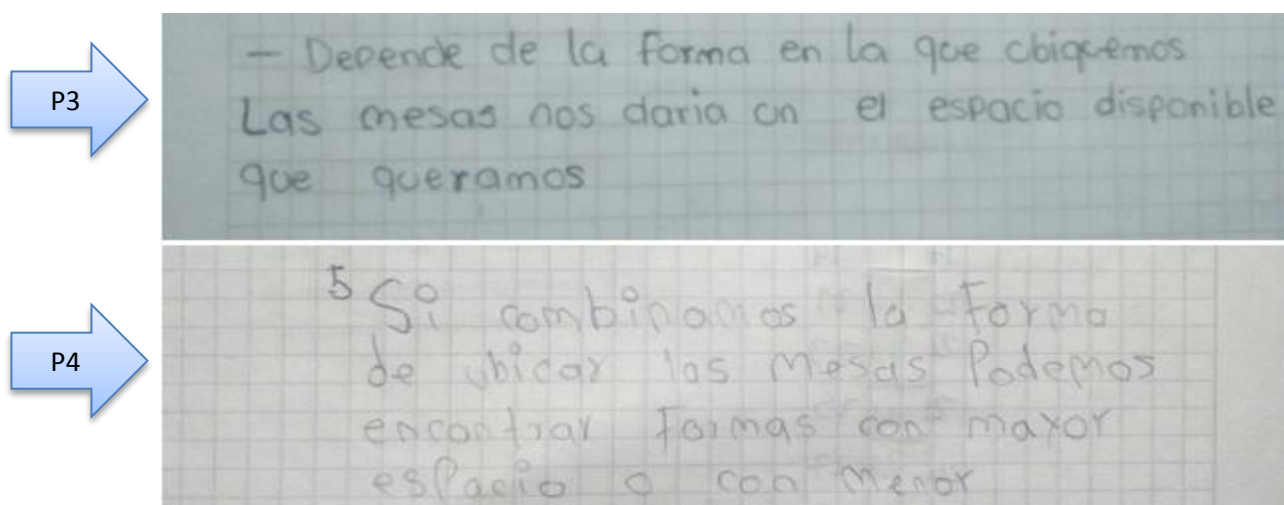 P3
- Depende de la forma en la que ubiquemos
Las mesas nos daria un el espacio disponible
que queramos
P4
5 Si combinamos la forma
de ubicar las mesas Podemos
encontrar formas con mayor
espacio o con menor